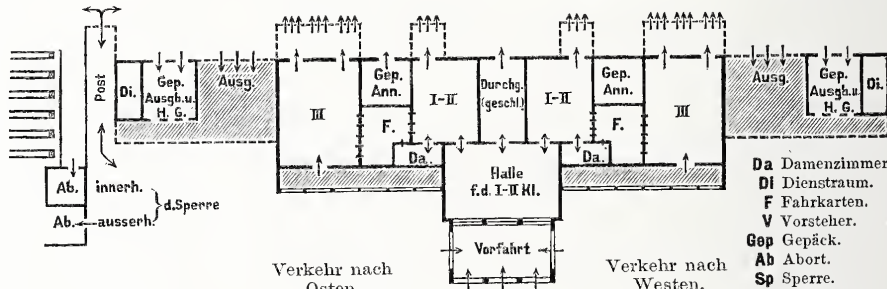 Post
Di.
Gep.
Ausgb. u.
H. G.
Ausg.
III
Gep.
Ann.
F.
I-II
Da.
Durchg.
(geschl.)
I-II
Da.
Gep.
Ann.
F.
III
Ausg.
Gep.
Ausgb. u.
H. G.
Di.
Ab. innerh.
Ab. ausserh.
d. Sperre
Halle
f. d. I-II Kl.
Vorfahrt
Verkehr nach
Osten.
Verkehr nach
Westen.
Da Damenzimmer
Di Dienstraum.
F Fahrkarten.
V Vorsteher.
Gep Gepäck.
Ab Abort.
Sp Sperre.